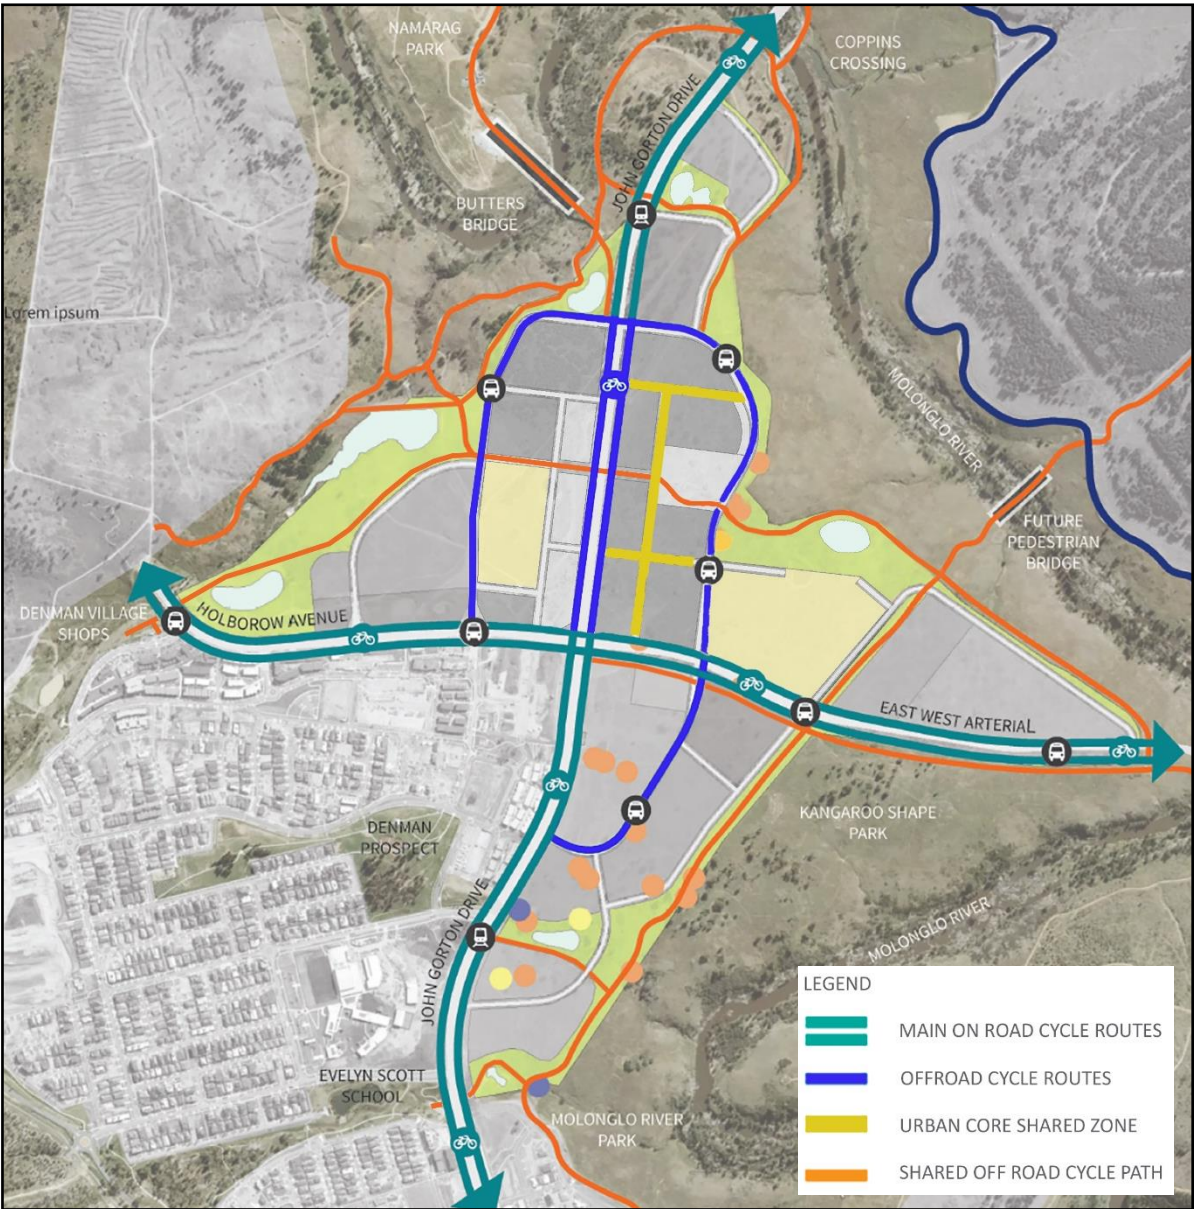 NAMARAG
PARK
COPPINS
CROSSING
JOHN GORTON DRIVE
BUTTERS
BRIDGE
Lorem ipsum
MOLONGLO RIVER
FUTURE
PEDESTRIAN
BRIDGE
DENMAN VILLAGE
SHOPS
HOLBOROW AVENUE
EAST WEST ARTERIAL
KANGAROO SHAPE
PARK
DENMAN
PROSPECT
JOHN GORTON DRIVE
MOLONGLO RIVER
EVELYN SCOTT
SCHOOL
MOLONGLO RIVER
PARK
LEGEND
MAIN ON ROAD CYCLE ROUTES
OFFROAD CYCLE ROUTES
URBAN CORE SHARED ZONE
SHARED OFF ROAD CYCLE PATH